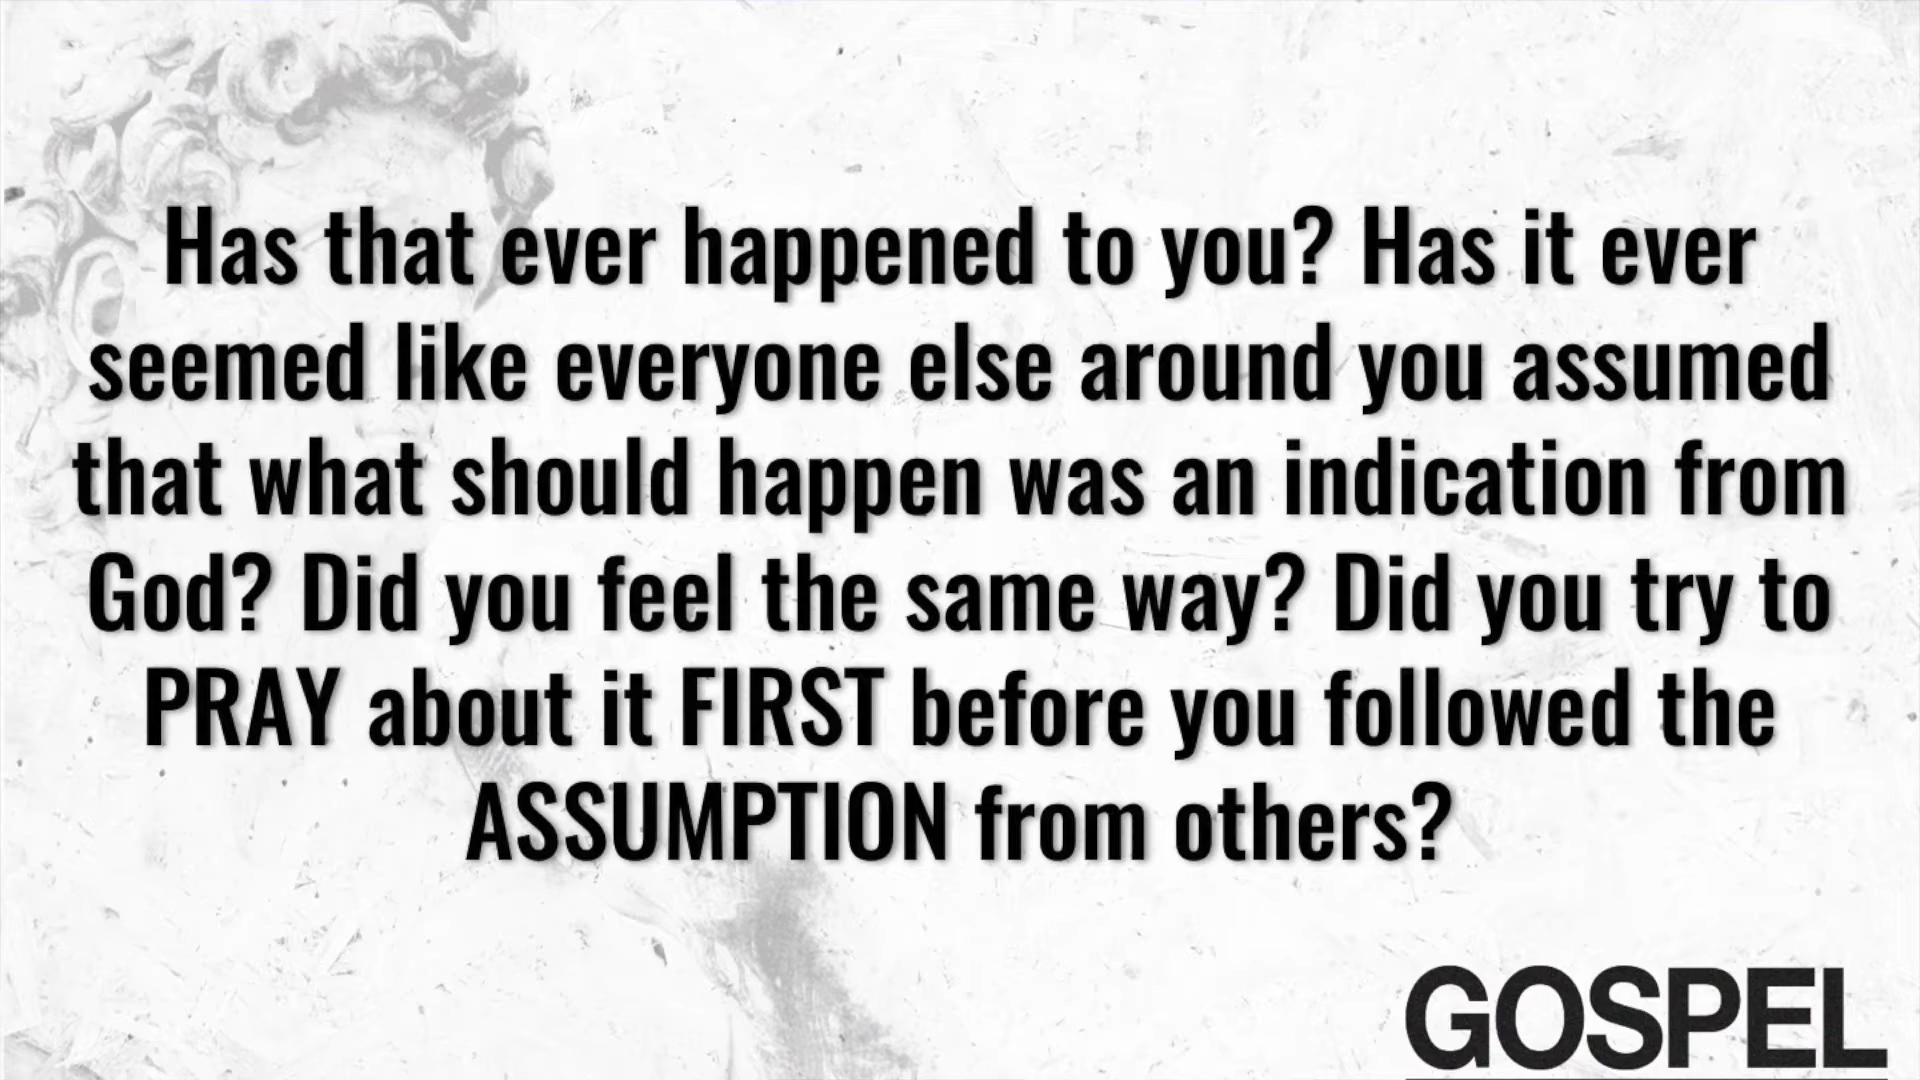 Has that ever happened to you? Has it ever
seemed like everyone else around you assumed
that what should happen was an indication from
God? Did you feel the same way? Did you try to
PRAY about it FIRST before you followed the
ASSUMPTION from others?
GOSPEL